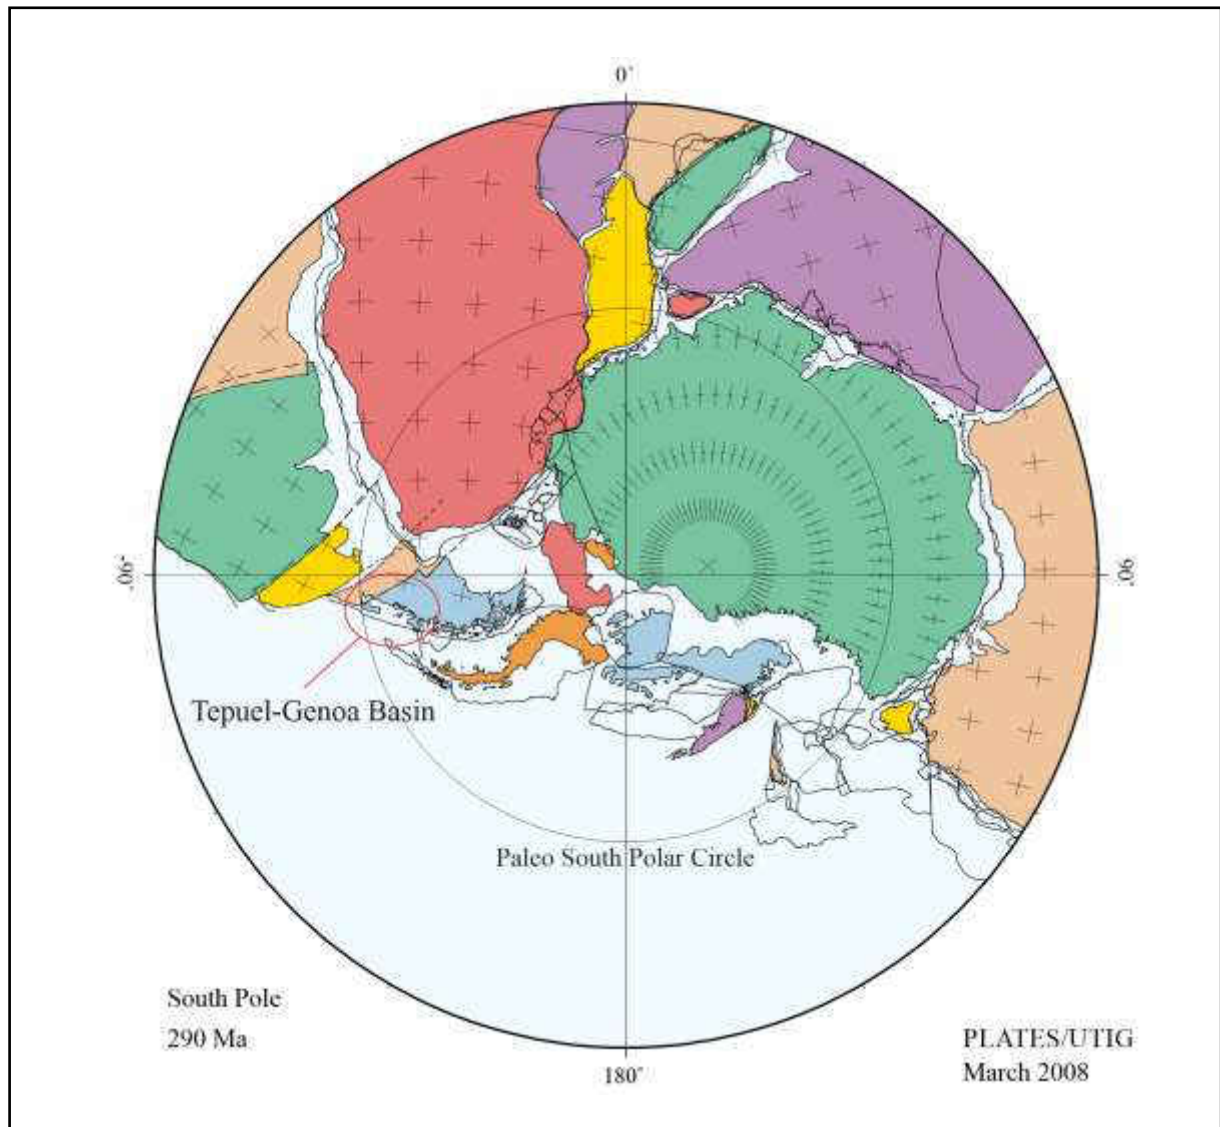 0°
90°
90°
Tepuel-Genoa Basin
Paleo South Polar Circle
South Pole
290 Ma
PLATES/UTIG
March 2008
180°